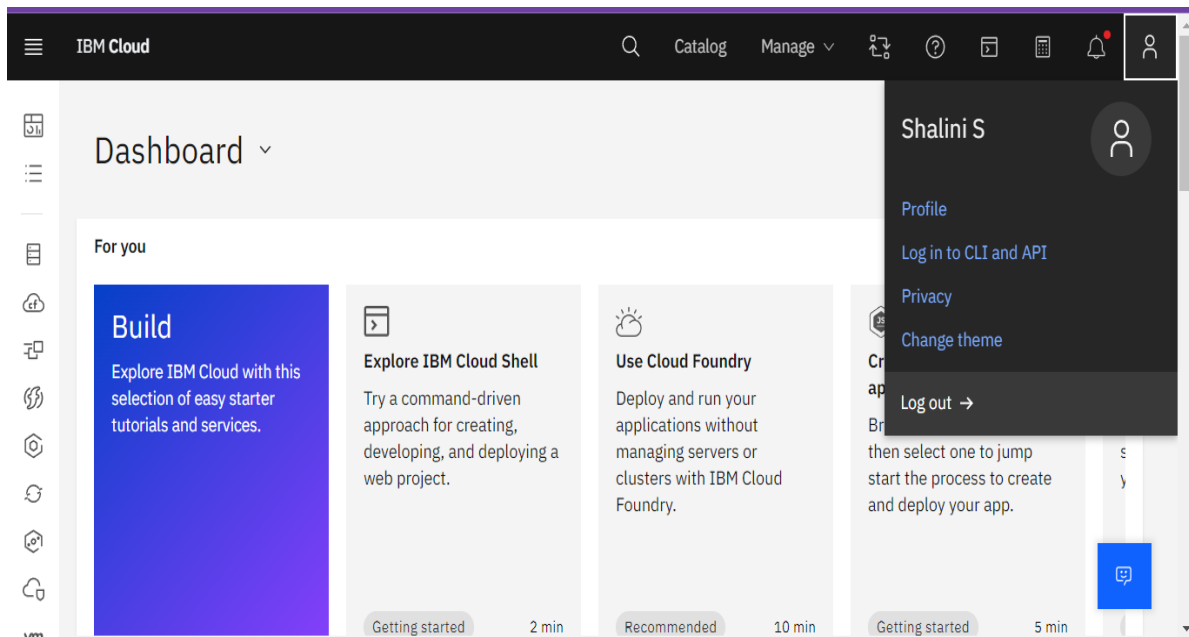 IBM Cloud
Catalog
Manage
Shalini S
Profile
Log in to CLI and API
Privacy
Change theme
Log out →
Dashboard
For you
Build
Explore IBM Cloud with this
selection of easy starter
tutorials and services.
Explore IBM Cloud Shell
Try a command-driven
approach for creating,
developing, and deploying a
web project.
Getting started 2 min
Use Cloud Foundry
Deploy and run your
applications without
managing servers or
clusters with IBM Cloud
Foundry.
Recommended 10 min
then select one to jump
start the process to create
and deploy your app.
Getting started 5 min
cf